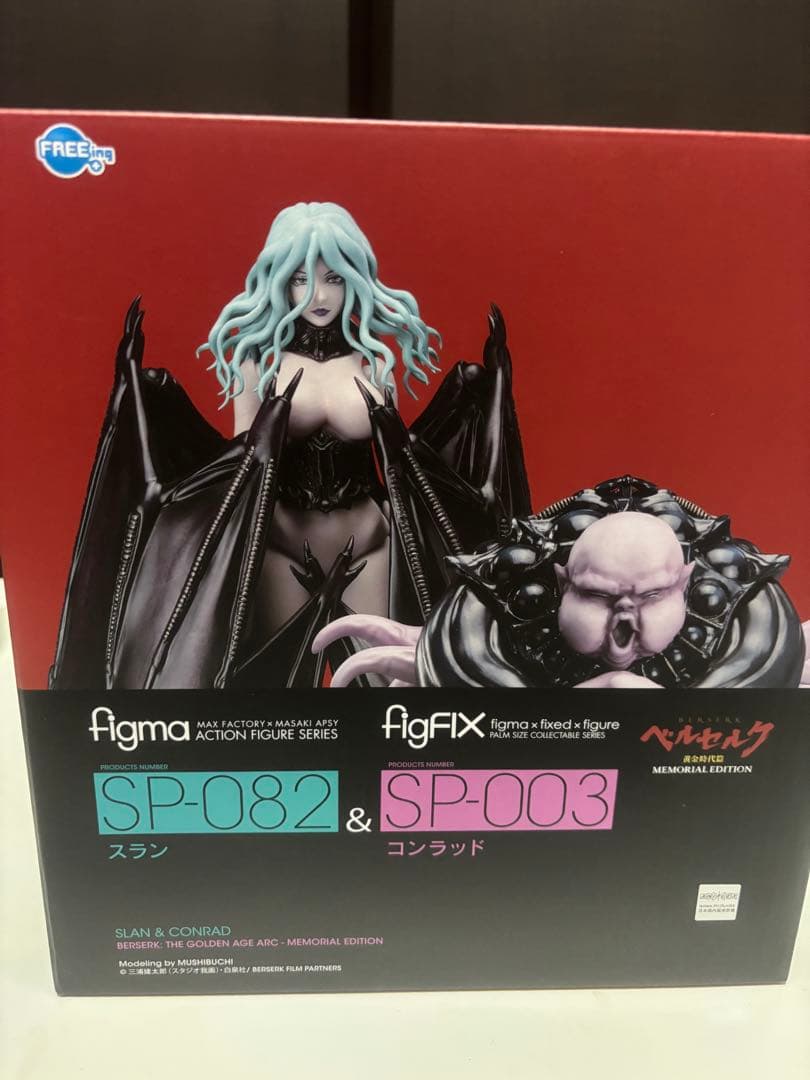 FREEing
figma MAX FACTORY × MASAKI APSY
ACTION FIGURE SERIES
PRODUCTS NUMBER
SP-082
スラン
&
figFIX figma × fixed × figure
PALM SIZE COLLECTABLE SERIES
PRODUCTS NUMBER
SP-003
コンラッド
BERSERK
ベルセルク
黄金時代篇
MEMORIAL EDITION
SLAN & CONRAD
BERSERK: THE GOLDEN AGE ARC - MEMORIAL EDITION
Modeling by MUSHIBUCHI
© 三浦建太郎（スタジオ我画）・白泉社/ BERSERK FILM PARTNERS